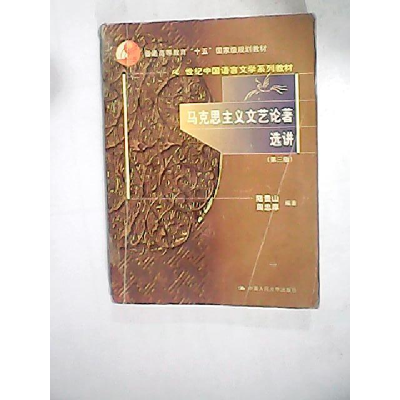 普通高等教育“十五”国家级规划教材
世纪中国语言文学系列教材
马克思主义文艺论著
选讲
(第三版)
陆贵山
周忠厚
编著
中国人民大学出版社